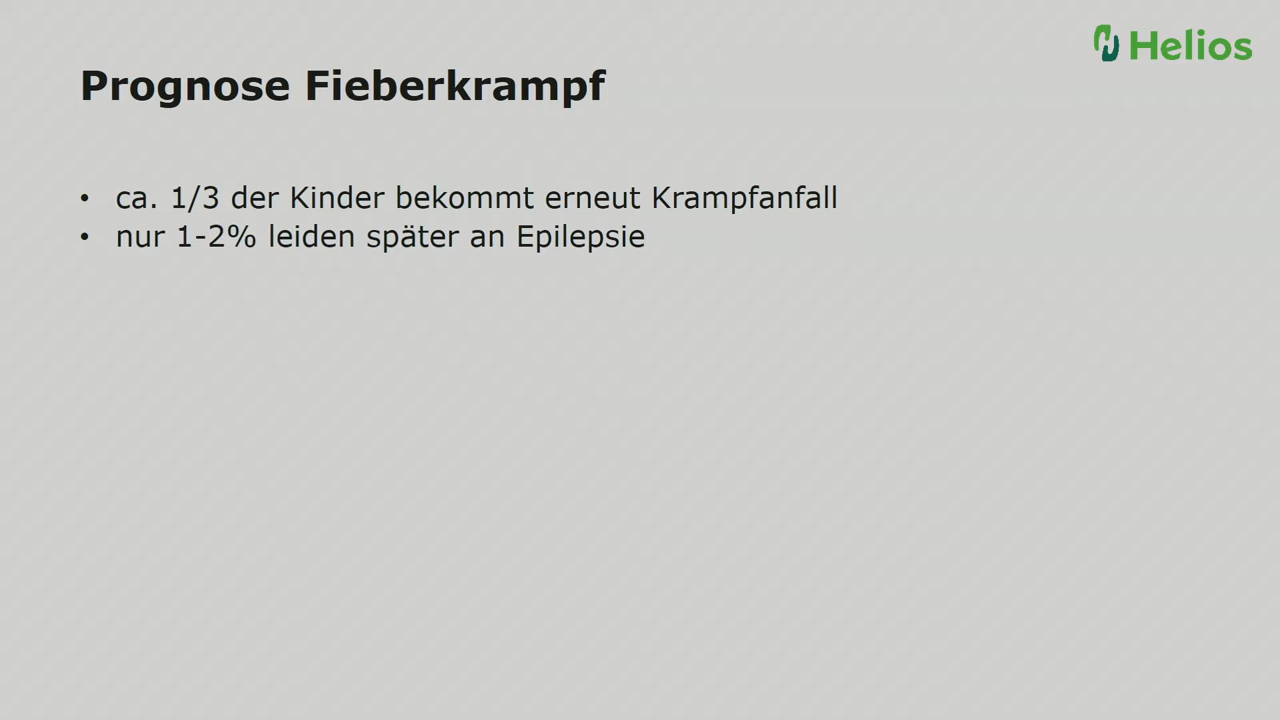 Helios
Prognose Fieberkrampf
• ca. 1/3 der Kinder bekommt erneut Krampfanfall
• nur 1-2% leiden später an Epilepsie